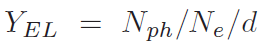 Y_{EL} = N_{ph}/N_e/d